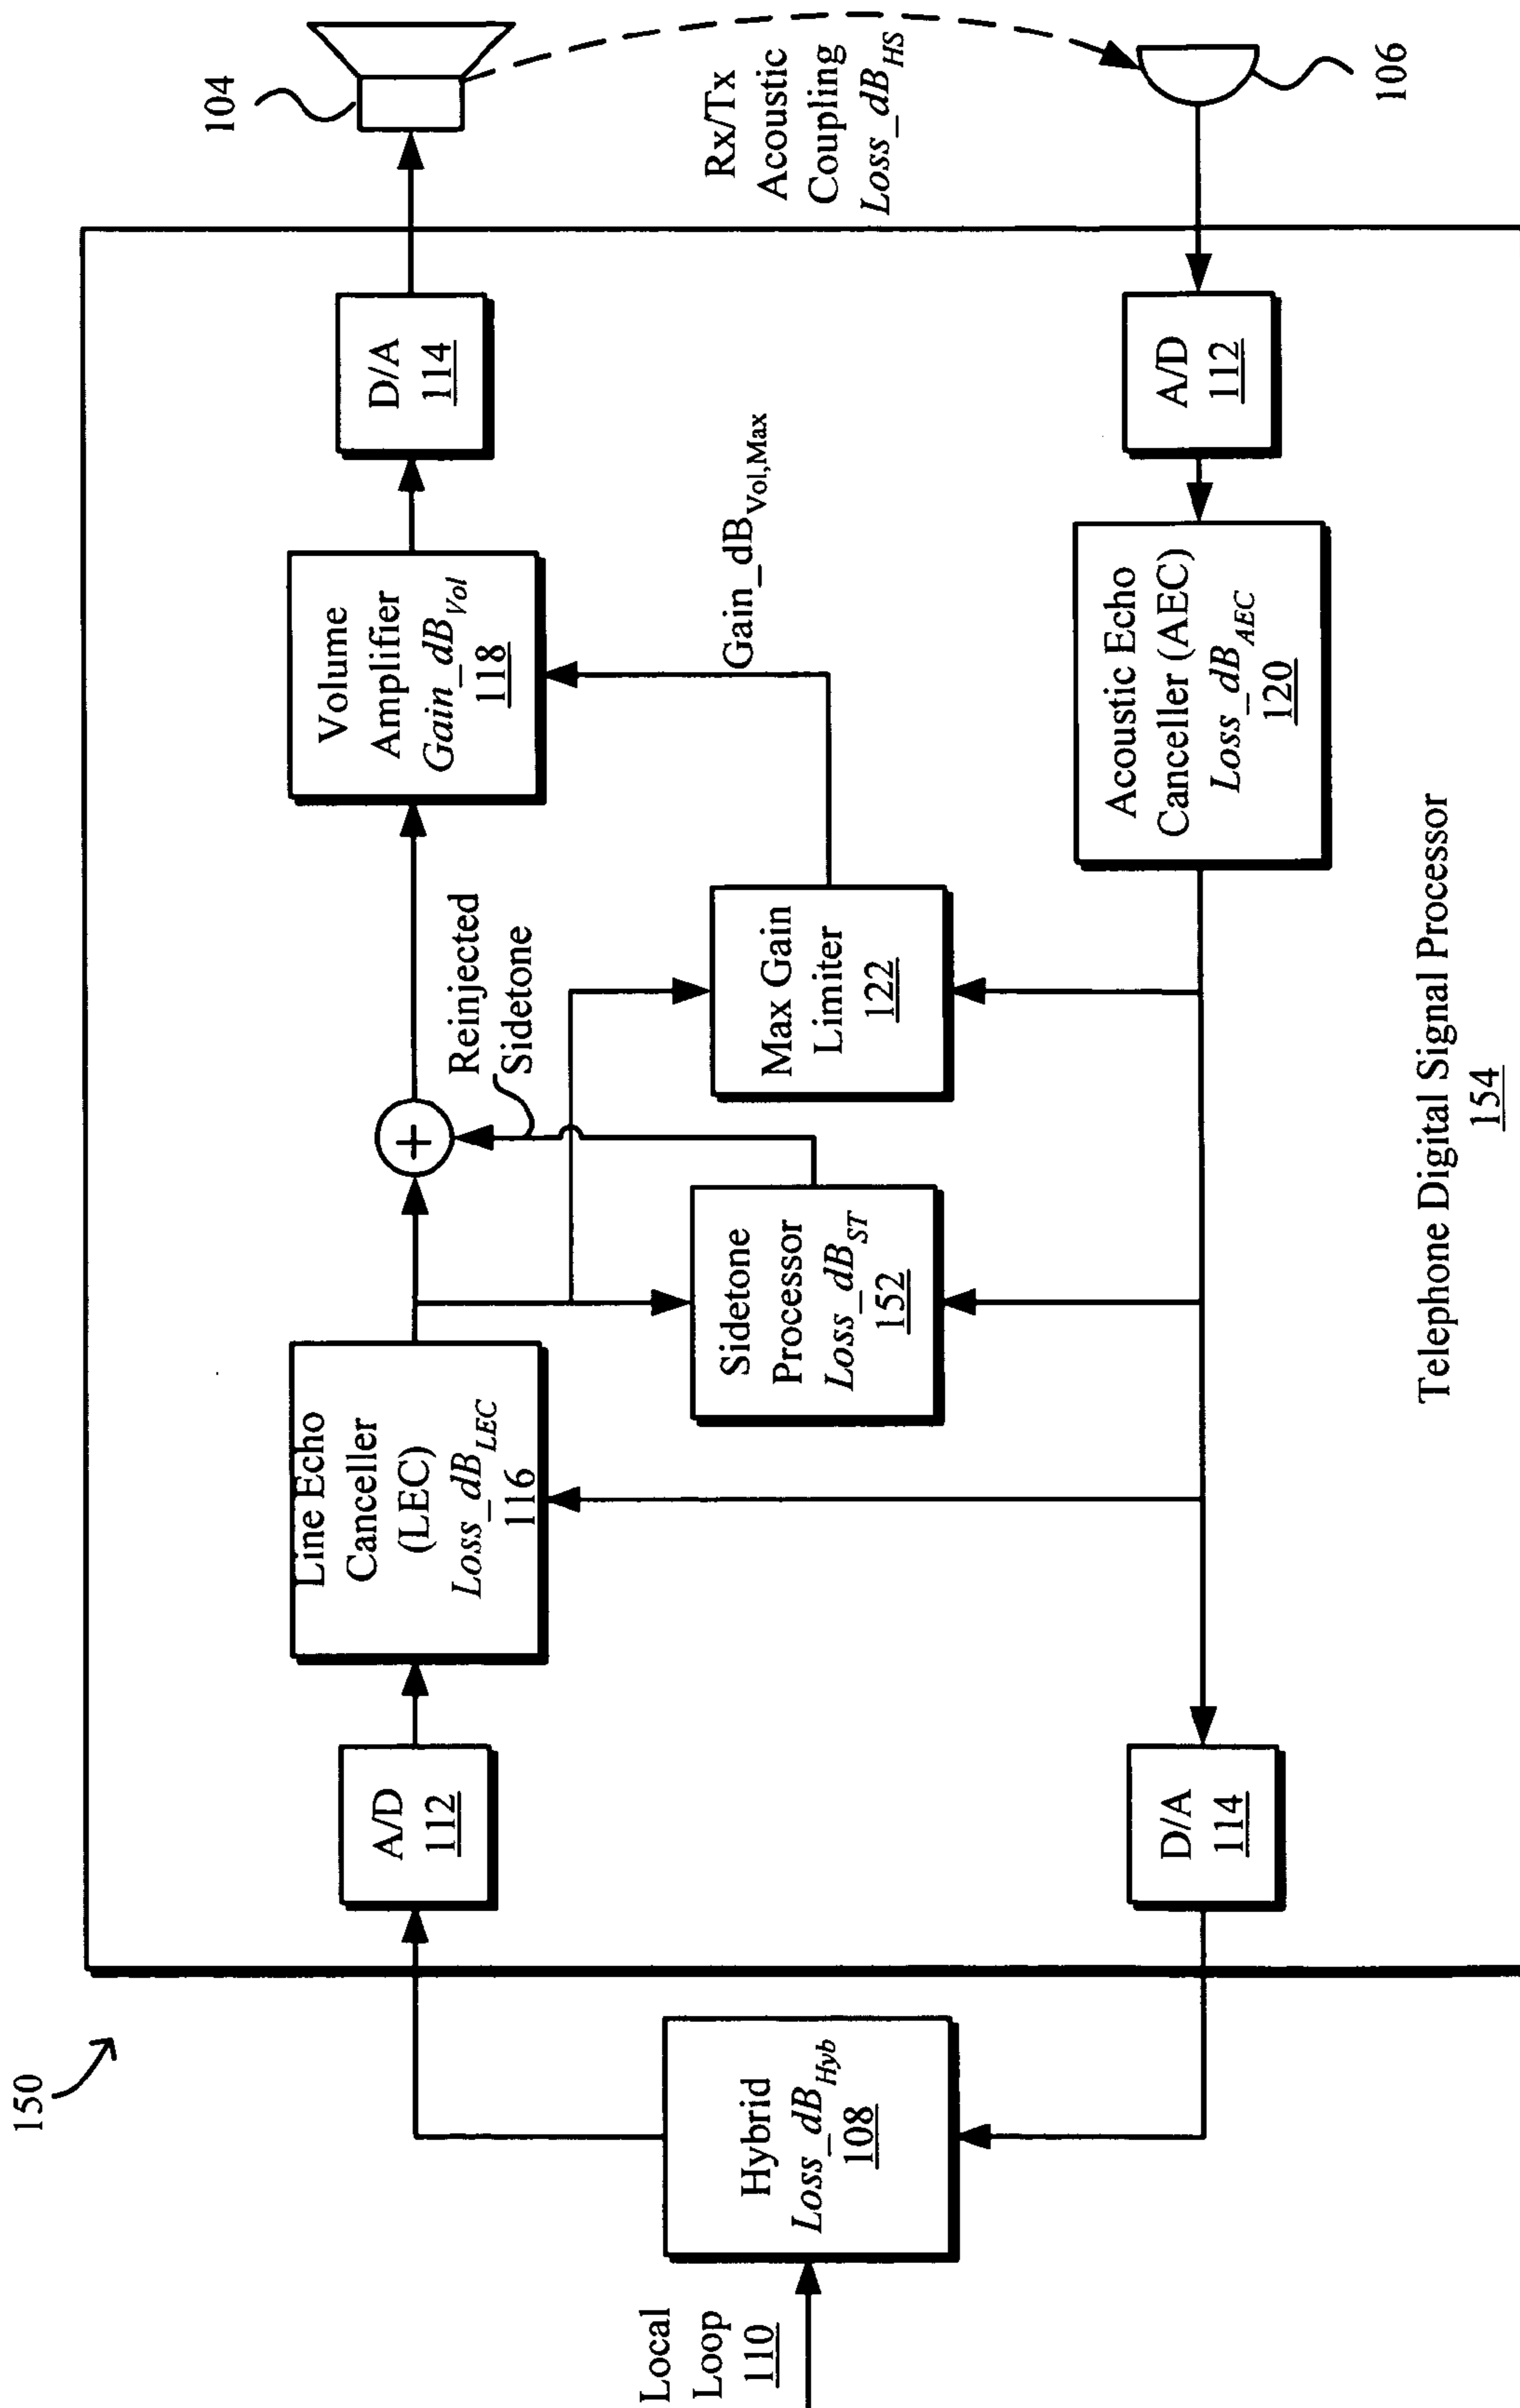 150
Local
Loop
110
Hybrid
Loss_dB_Hyb
108
A/D
112
Line Echo
Canceller
(LEC)
Loss_dB_LEC
116
Reinjected
Sidetone
+
Volume
Amplifier
Gain_dB_Vol
118
D/A
114
104
Sidetone
Processor
Loss_dB_ST
152
Max Gain
Limiter
122
Gain_dB_Vol,Max
Rx/Tx
Acoustic
Coupling
Loss_dB_HS
D/A
114
Acoustic Echo
Canceller (AEC)
Loss_dB_AEC
120
A/D
112
106
Telephone Digital Signal Processor
154